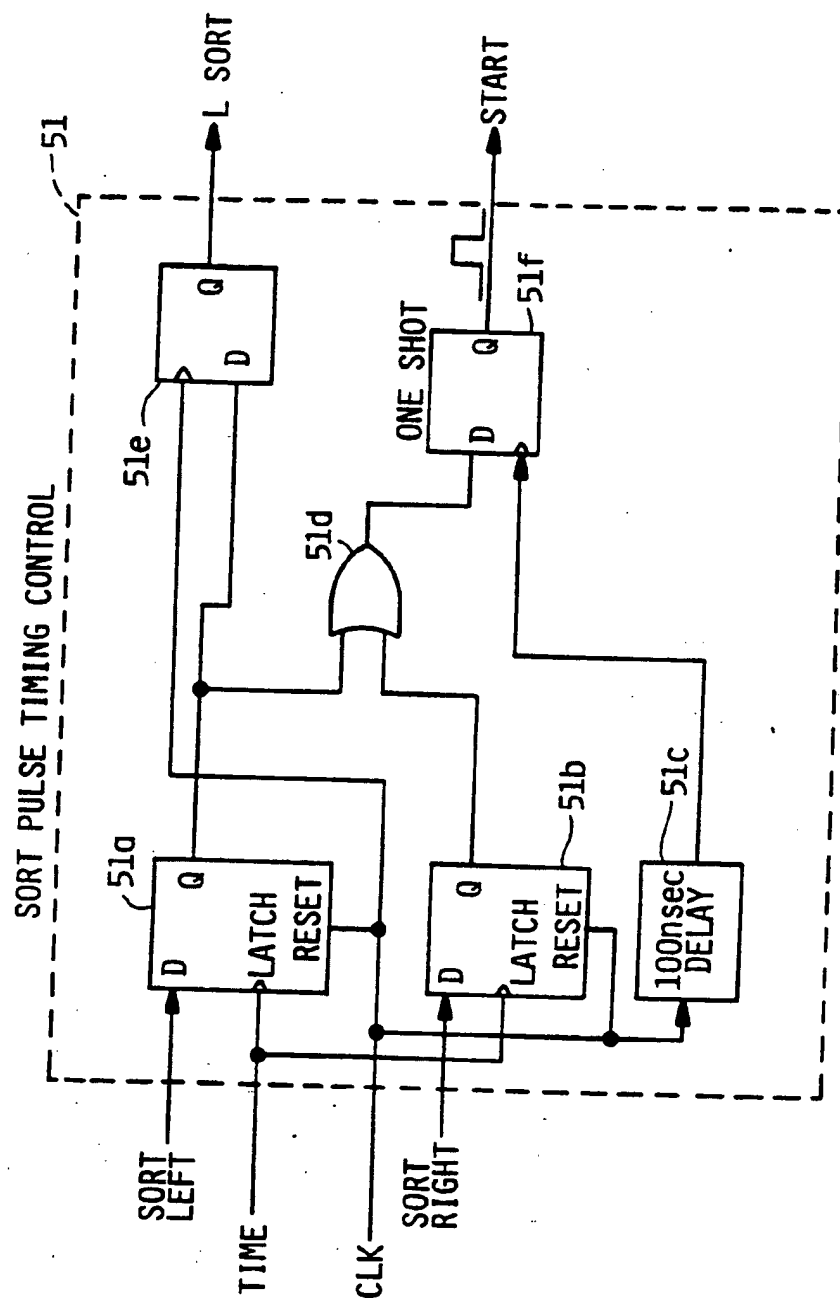 SORT PULSE TIMING CONTROL
51
SORT
LEFT
TIME
CLK
SORT
RIGHT
51a
D
Q
LATCH
RESET
51b
D
Q
LATCH
RESET
51c
100nsec
DELAY
51d
51e
Q
D
L SORT
ONE SHOT
D
Q
51f
START